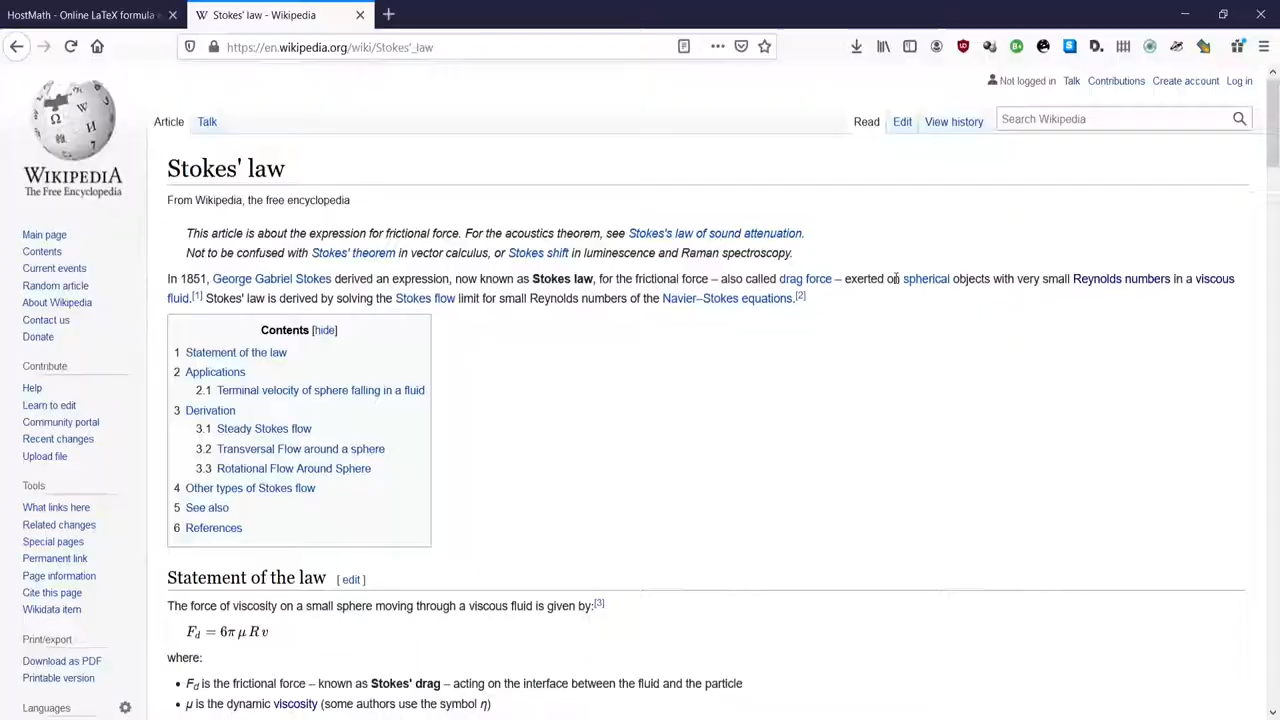 HostMath - Online LaTeX formula
Stokes' law - Wikipedia
https://en.wikipedia.org/wiki/Stokes'_law
Not logged in Talk Contributions Create account Log in
Article Talk Read Edit View history Search Wikipedia
WIKIPEDIA
The Free Encyclopedia
Main page
Contents
Current events
Random article
About Wikipedia
Contact us
Donate
Contribute
Help
Learn to edit
Community portal
Recent changes
Upload file
Tools
What links here
Related changes
Special pages
Permanent link
Page information
Cite this page
Wikidata item
Print/export
Download as PDF
Printable version
Languages
Stokes' law
From Wikipedia, the free encyclopedia
This article is about the expression for frictional force. For the acoustics theorem, see Stokes's law of sound attenuation.
Not to be confused with Stokes' theorem in vector calculus, or Stokes shift in luminescence and Raman spectroscopy.
In 1851, George Gabriel Stokes derived an expression, now known as Stokes law, for the frictional force – also called drag force – exerted on spherical objects with very small Reynolds numbers in a viscous
fluid.[1] Stokes' law is derived by solving the Stokes flow limit for small Reynolds numbers of the Navier–Stokes equations.[2]
Contents [hide]
1 Statement of the law
2 Applications
2.1 Terminal velocity of sphere falling in a fluid
3 Derivation
3.1 Steady Stokes flow
3.2 Transversal Flow around a sphere
3.3 Rotational Flow Around Sphere
4 Other types of Stokes flow
5 See also
6 References
Statement of the law [ edit ]
The force of viscosity on a small sphere moving through a viscous fluid is given by:[3]
F_d = 6π μ R v
where:
• F_d is the frictional force – known as Stokes' drag – acting on the interface between the fluid and the particle
• μ is the dynamic viscosity (some authors use the symbol η)